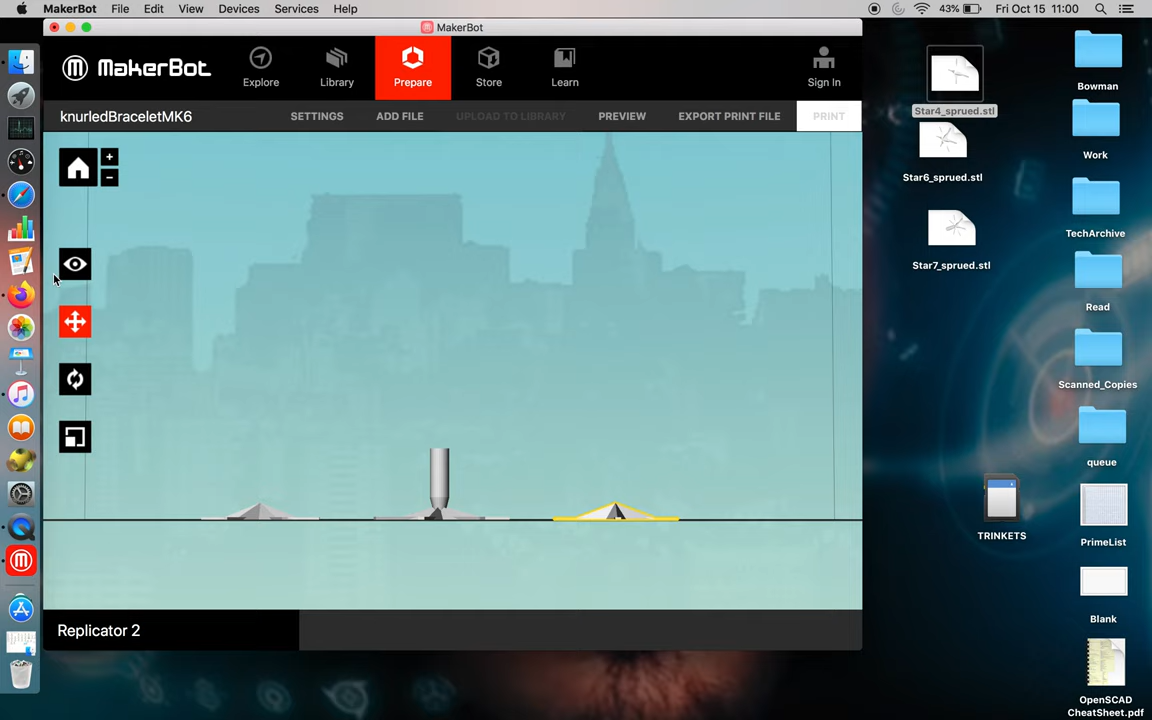 MakerBot File Edit View Devices Services Help 43% Fri Oct 15 11:00
MakerBot
MakerBot
Explore Library Prepare Store Learn Sign In
knurledBraceletMK6 SETTINGS ADD FILE UPLOAD TO LIBRARY PREVIEW EXPORT PRINT FILE PRINT
+
-
Replicator 2
Star4_sprued.stl
Star6_sprued.stl
Star7_sprued.stl
TRINKETS
Bowman
Work
TechArchive
Read
Scanned_Copies
queue
PrimeList
Blank
OpenSCAD
CheatSheet.pdf